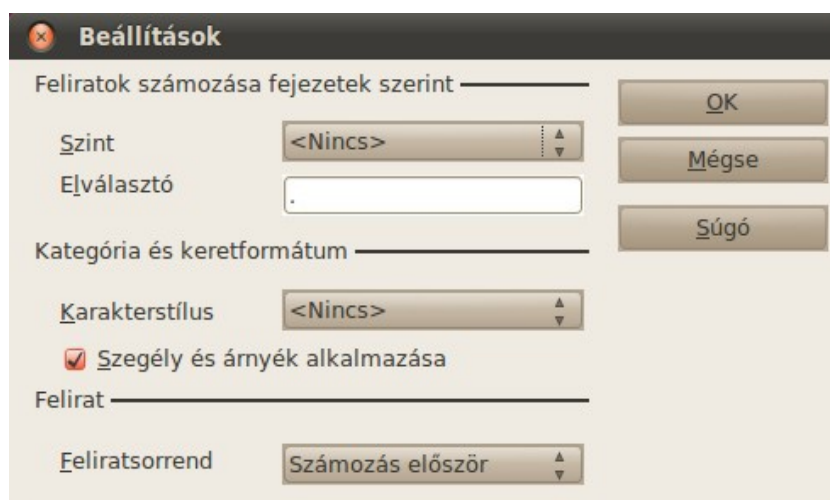 Beállítások
Feliratok számozása fejezetek szerint
Szint <Nincs>
Elválasztó .
Kategória és keretformátum
Karakterstílus <Nincs>
Szegély és árnyék alkalmazása
Felirat
Feliratsorrend Számozás először
OK
Mégse
Súgó